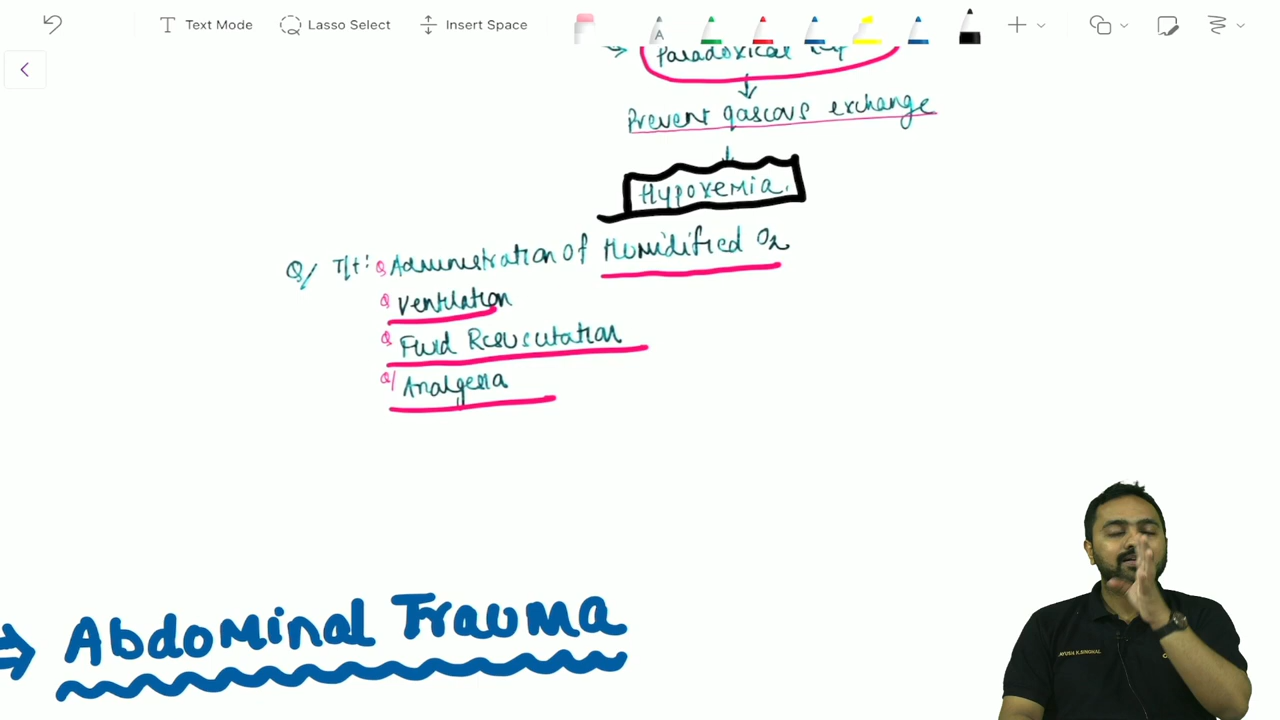 Text Mode
Lasso Select
Insert Space
A
Paradoxical
Prevent gaseous exchange
Hypoxemia.
Q/ T/t: Q Administration of Humidified O2
Q Ventilation
Q Fluid Resuscitation
Q/ Analgesia
⇒ Abdominal Trauma